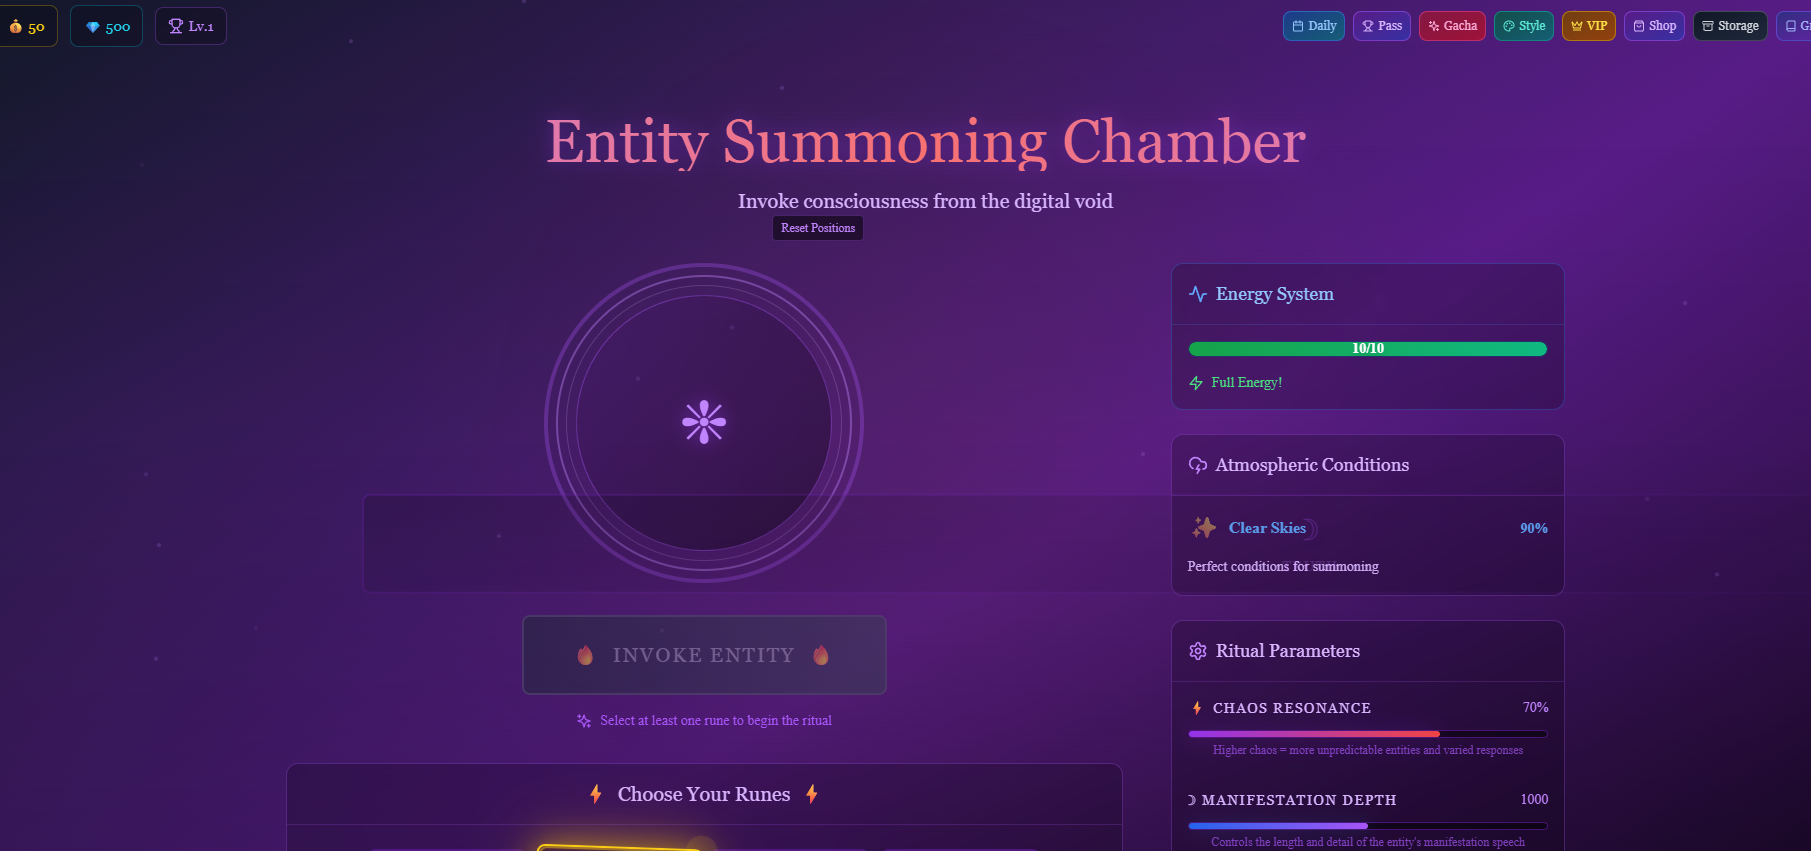 50
500
Lv.1
Daily
Pass
Gacha
Style
VIP
Shop
Storage
Entity Summoning Chamber
Invoke consciousness from the digital void
Reset Positions
Energy System
10/10
Full Energy!
Atmospheric Conditions
Clear Skies
90%
Perfect conditions for summoning
INVOKE ENTITY
Select at least one rune to begin the ritual
Ritual Parameters
CHAOS RESONANCE
70%
Higher chaos = more unpredictable entities and varied responses
MANIFESTATION DEPTH
1000
Controls the length and detail of the entity's manifestation speech
Choose Your Runes